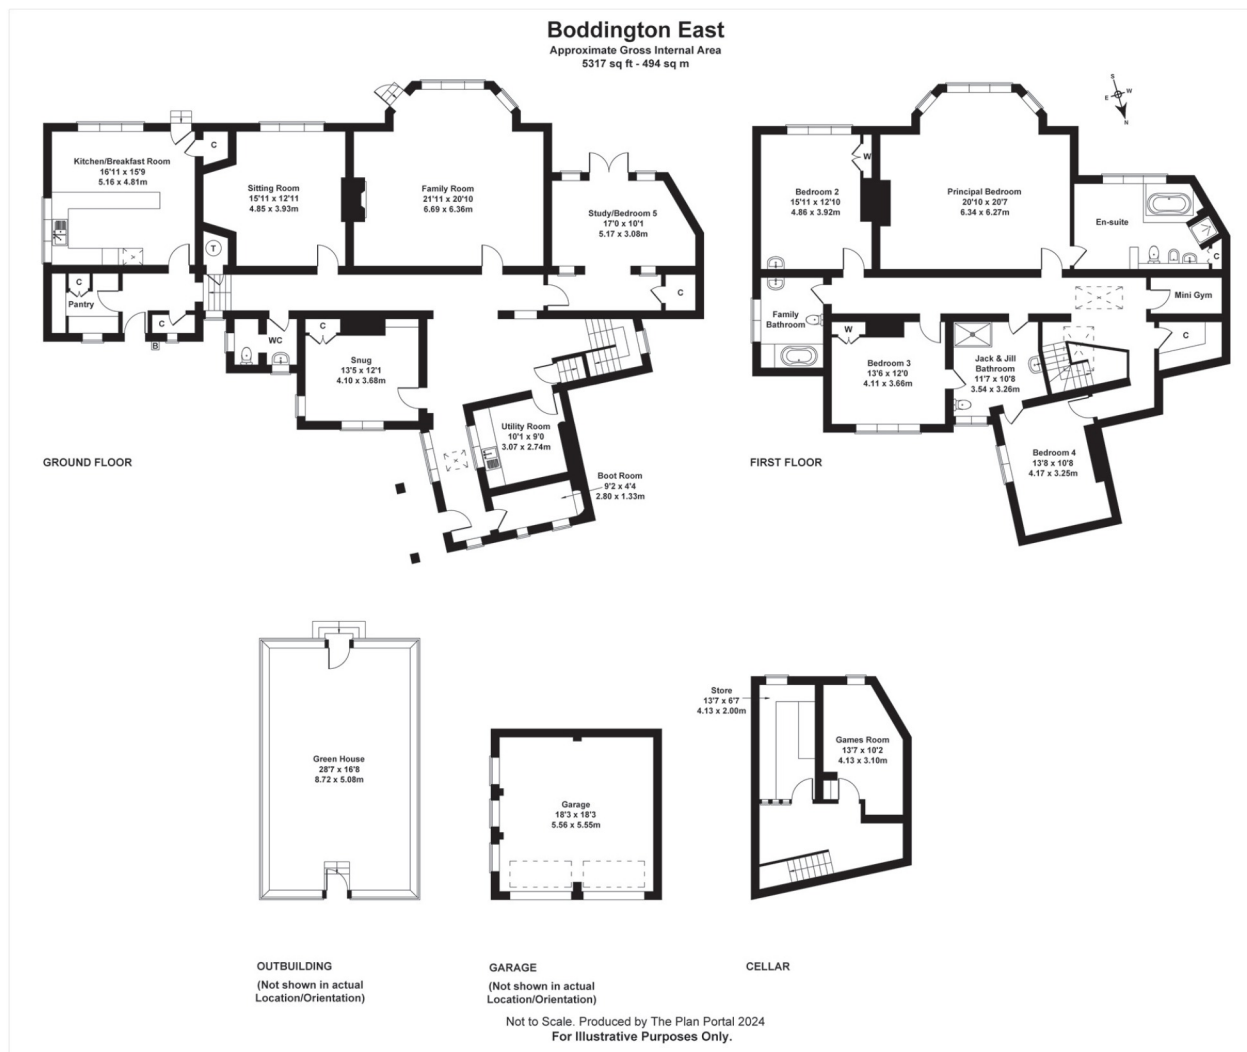 Boddington East
Approximate Gross Internal Area
5317 sq ft - 494 sq m
Kitchen/Breakfast Room
16'11 x 15'9
5.16 x 4.81m
C
Sitting Room
15'11 x 12'11
4.85 x 3.93m
Family Room
21'11 x 20'10
6.69 x 6.36m
Study/Bedroom 5
17'0 x 10'1
5.17 x 3.08m
T
C
Pantry
C
B
WC
C
Snug
13'5 x 12'1
4.10 x 3.68m
C
Utility Room
10'1 x 9'0
3.07 x 2.74m
Boot Room
9'2 x 4'4
2.80 x 1.33m
GROUND FLOOR
S
E
W
N
Bedroom 2
15'11 x 12'10
4.86 x 3.92m
W
Principal Bedroom
20'10 x 20'7
6.34 x 6.27m
En-suite
C
Mini Gym
Family
Bathroom
W
Bedroom 3
13'6 x 12'0
4.11 x 3.66m
Jack & Jill
Bathroom
11'7 x 10'8
3.54 x 3.26m
C
Bedroom 4
13'8 x 10'8
4.17 x 3.25m
FIRST FLOOR
Green House
28'7 x 16'8
8.72 x 5.08m
Garage
18'3 x 18'3
5.56 x 5.55m
Store
13'7 x 6'7
4.13 x 2.00m
Games Room
13'7 x 10'2
4.13 x 3.10m
OUTBUILDING
(Not shown in actual
Location/Orientation)
GARAGE
(Not shown in actual
Location/Orientation)
CELLAR
Not to Scale. Produced by The Plan Portal 2024
For Illustrative Purposes Only.